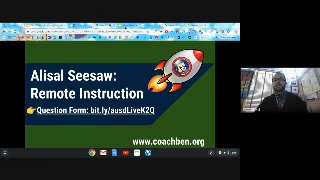 Alisal Seesaw:
Remote Instruction
Question Form: bit.ly/ausdLiveK2Q
www.coachben.org